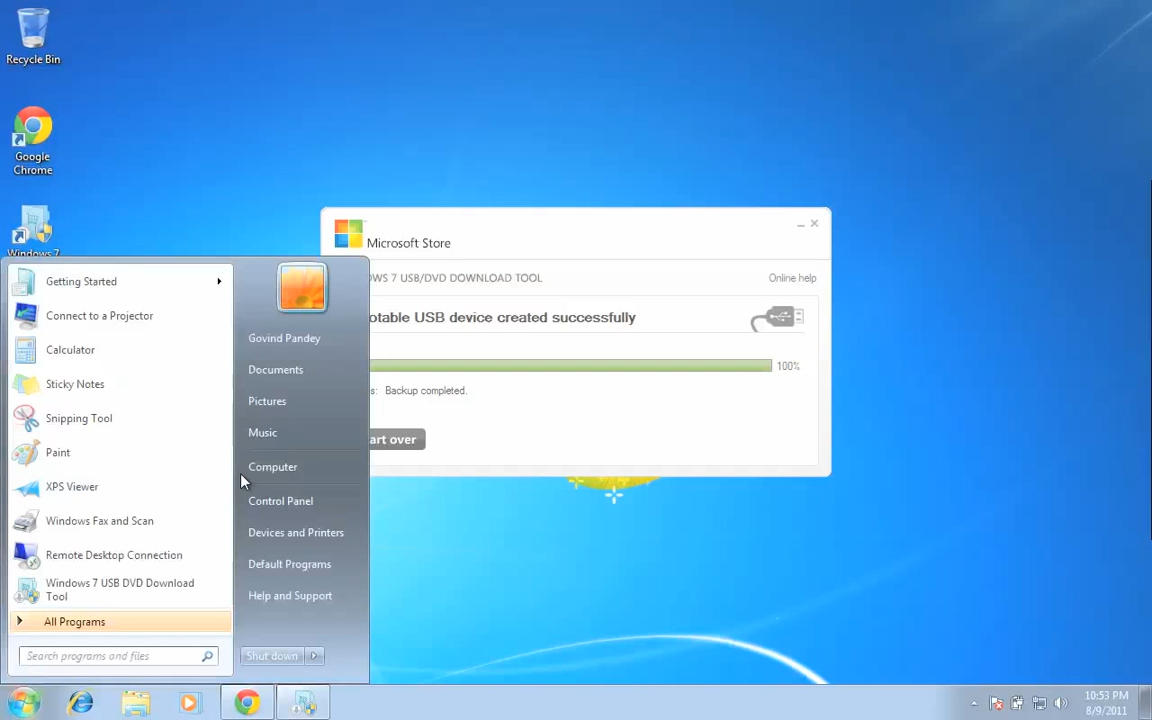 Recycle Bin
Google
Chrome
Windows 7
Microsoft Store
OWS 7 USB/DVD DOWNLOAD TOOL
Online help
otable USB device created successfully
100%
s: Backup completed.
art over
Getting Started
Connect to a Projector
Calculator
Sticky Notes
Snipping Tool
Paint
XPS Viewer
Windows Fax and Scan
Remote Desktop Connection
Windows 7 USB DVD Download
Tool
All Programs
Search programs and files
Govind Pandey
Documents
Pictures
Music
Computer
Control Panel
Devices and Printers
Default Programs
Help and Support
Shut down
10:53 PM
8/9/2011